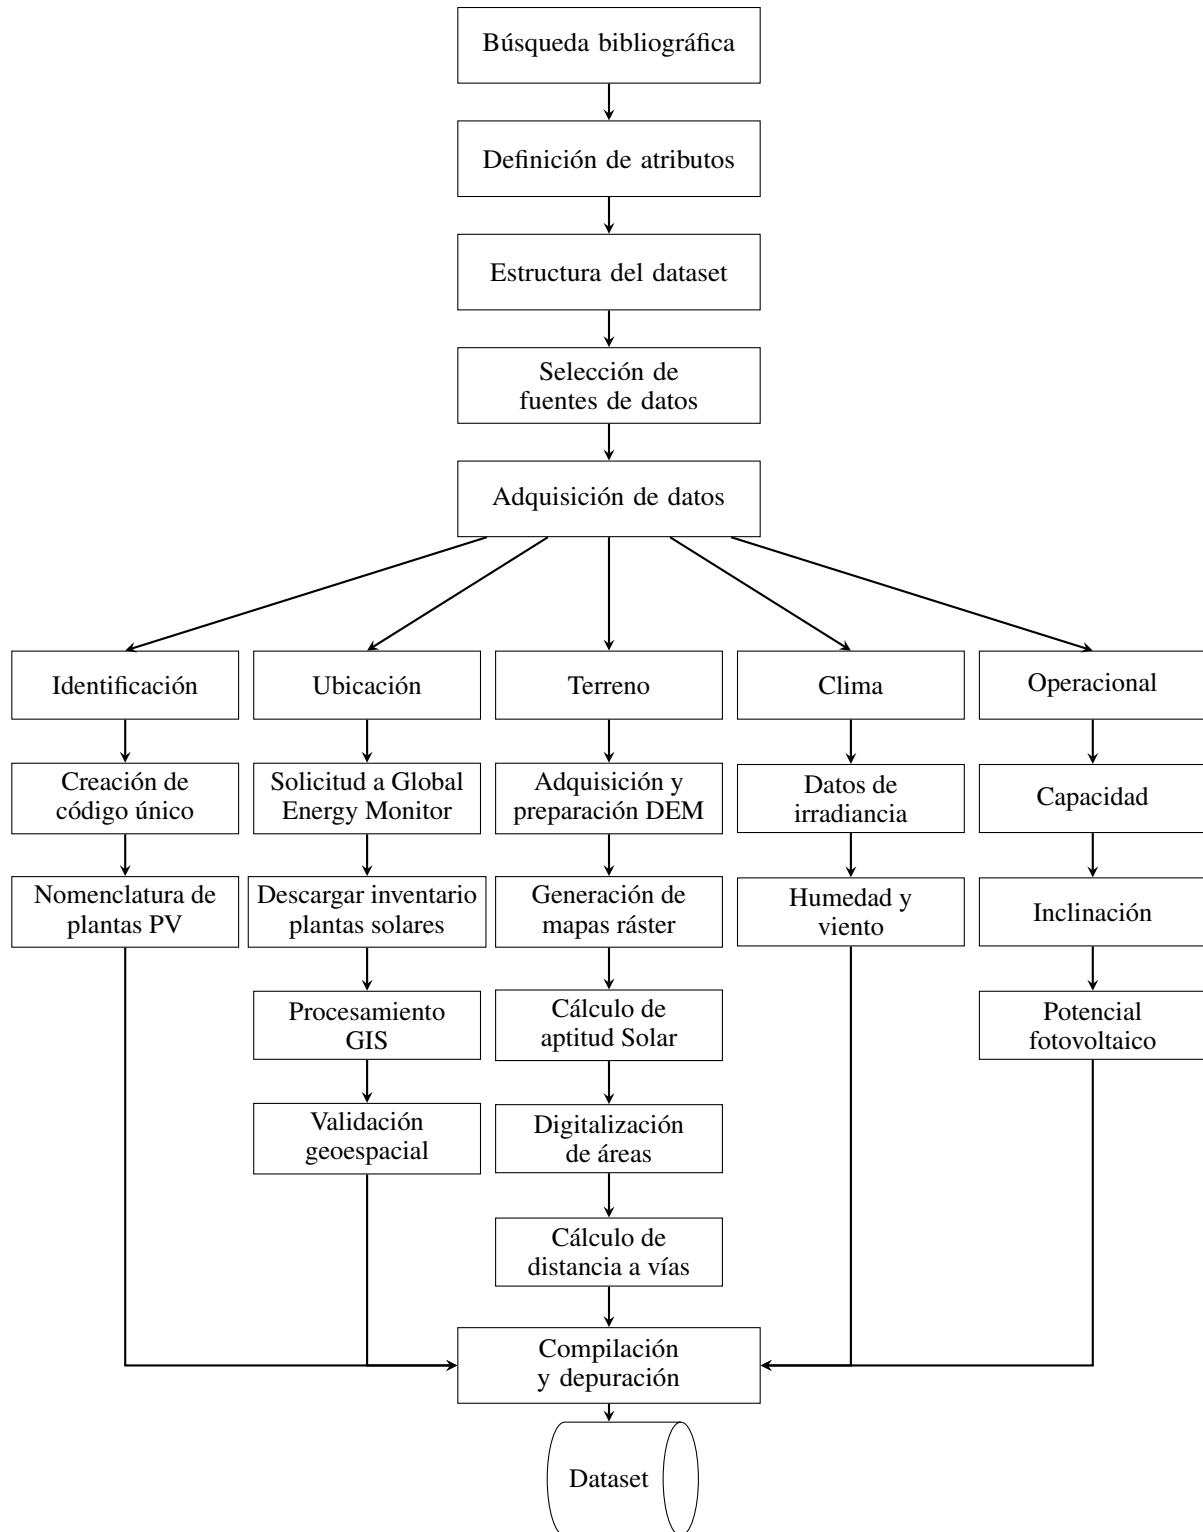 Búsqueda bibliográfica
Definición de atributos
Estructura del dataset
Selección de
fuentes de datos
Adquisición de datos
Identificación
Ubicación
Terreno
Clima
Operacional
Creación de
código único
Solicitud a Global
Energy Monitor
Adquisición y
preparación DEM
Datos de
irradiancia
Capacidad
Nomenclatura de
plantas PV
Descargar inventario
plantas solares
Generación de
mapas ráster
Humedad y
viento
Inclinación
Procesamiento
GIS
Cálculo de
aptitud Solar
Potencial
fotovoltaico
Validación
geoespacial
Digitalización
de áreas
Cálculo de
distancia a vías
Compilación
y depuración
Dataset